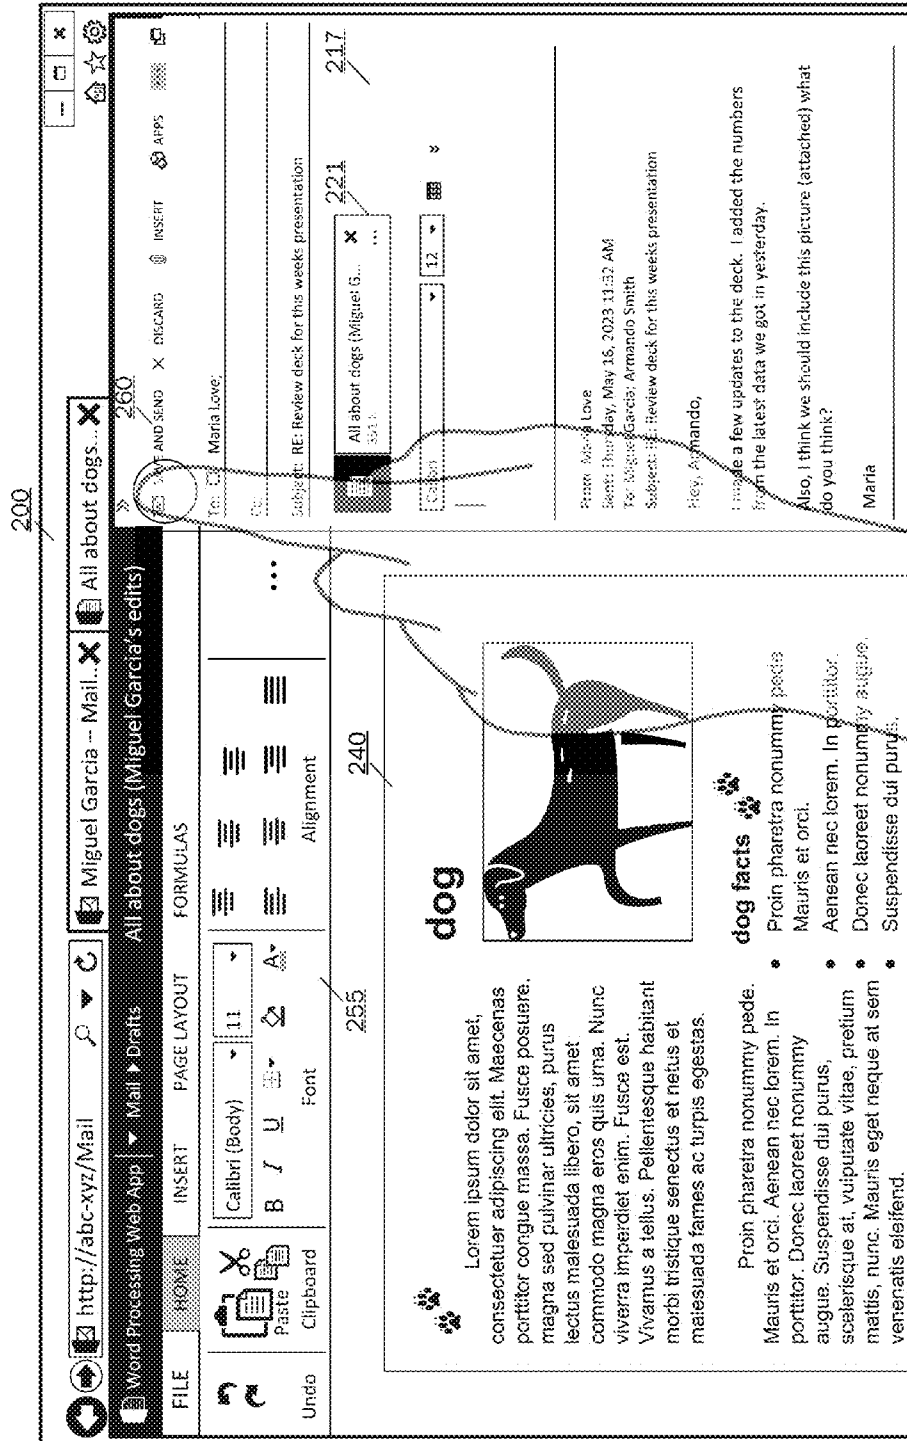 200
http://abc-xyz/Mail
Miguel Garcia – Mail..
All about dogs...
Word Processing Web App
Mail
Drafts
All about dogs (Miguel Garcia's edits)
FILE
HOME
INSERT
PAGE LAYOUT
FORMULAS
Undo
Paste
Clipboard
Calibri (Body)
11
B I U
A
Font
Alignment
...
255
240
dog
Lorem ipsum dolor sit amet,
consectetuer adipiscing elit. Maecenas
porttitor congue massa. Fusce posuere,
magna sed pulvinar ultricies, purus
lectus malesuada libero, sit amet
commodo magna eros quis urna. Nunc
viverra imperdiet enim. Fusce est.
Vivamus a tellus. Pellentesque habitant
morbi tristique senectus et netus et
malesuada fames ac turpis egestas.
Proin pharetra nonummy pede.
Mauris et orci. Aenean nec lorem. In
porttitor. Donec laoreet nonummy
augue. Suspendisse dui purus,
scelerisque at, vulputate vitae, pretium
mattis, nunc. Mauris eget neque at sem
venenatis eleifend.
dog facts
• Proin pharetra nonummy pede
Mauris et orci.
• Aenean nec lorem. In porttitor.
• Donec laoreet nonummy augue.
• Suspendisse dui purus,
260
AND SEND
DISCARD
INSERT
APPS
To:
Maria Love;
Subject: RE: Review deck for this weeks presentation
221
217
All about dogs (Miguel G...
...
12
Love
May 16, 2023 11:32 AM
Garcia; Armando Smith
Review deck for this weeks presentation
Hey, Armando,
I made a few updates to the deck. I added the numbers
from the latest data we got in yesterday.
Also, I think we should include this picture (attached) what
do you think?
Maria